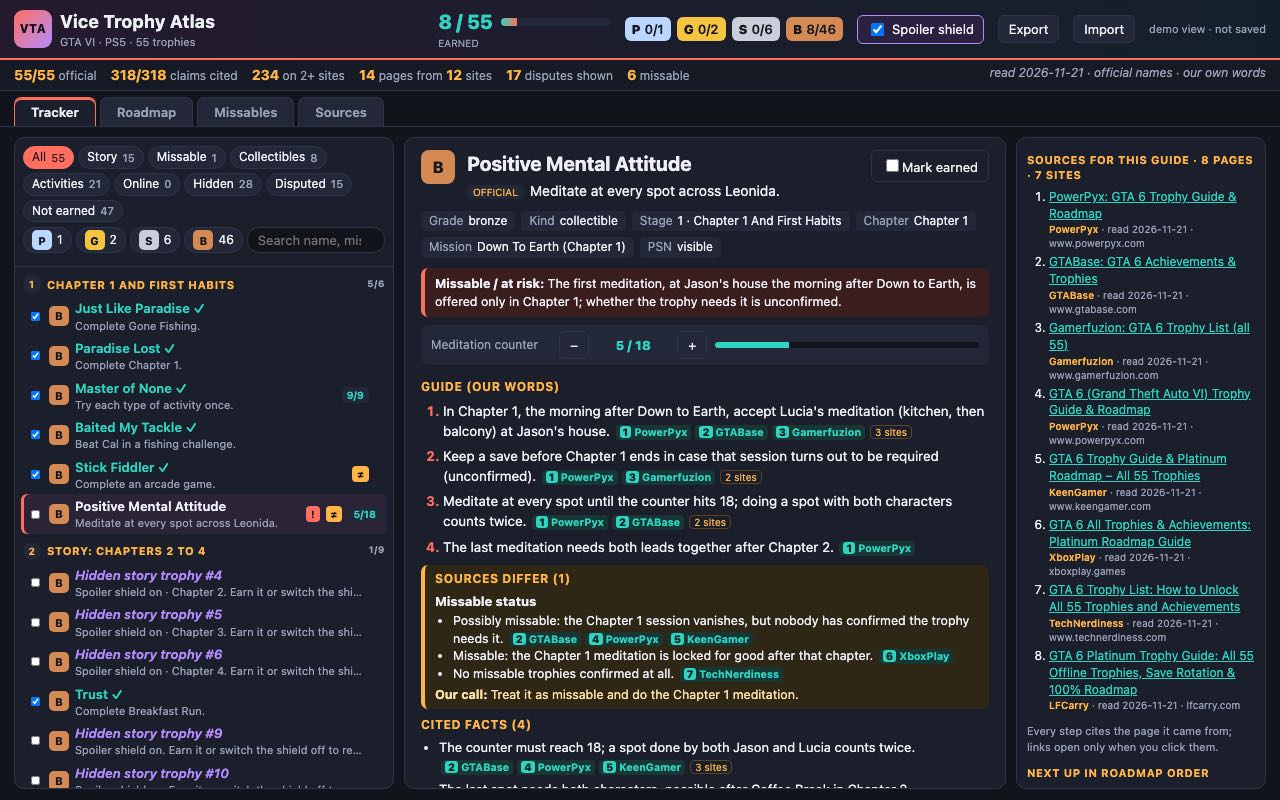 VTA
Vice Trophy Atlas
GTA VI · PS5 · 55 trophies
8 / 55
EARNED
P 0/1 G 0/2 S 0/6 B 8/46
Spoiler shield
Export
Import
demo view · not saved
55/55 official 318/318 claims cited 234 on 2+ sites 14 pages from 12 sites 17 disputes shown 6 missable
read 2026-11-21 · official names · our own words
Tracker Roadmap Missables Sources
All 55 Story 15 Missable 1 Collectibles 8
Activities 21 Online 0 Hidden 28 Disputed 15
Not earned 47
P 1 G 2 S 6 B 46 Search name, mi
1 CHAPTER 1 AND FIRST HABITS 5/6
B Just Like Paradise ✓
Complete Gone Fishing.
B Paradise Lost ✓
Complete Chapter 1.
B Master of None ✓
Try each type of activity once.
9/9
B Baited My Tackle ✓
Beat Cal in a fishing challenge.
B Stick Fiddler ✓
Complete an arcade game.
≠
B Positive Mental Attitude
Meditate at every spot across Leonida.
! ≠ 5/18
2 STORY: CHAPTERS 2 TO 4 1/9
B Hidden story trophy #4
Spoiler shield on · Chapter 2. Earn it or switch the shi...
B Hidden story trophy #5
Spoiler shield on · Chapter 3. Earn it or switch the shi...
B Hidden story trophy #6
Spoiler shield on · Chapter 4. Earn it or switch the shi...
B Trust ✓
Complete Breakfast Run.
B Hidden story trophy #9
Spoiler shield on. Earn it or switch the shield off to re...
B Hidden story trophy #10
B
Positive Mental Attitude
OFFICIAL Meditate at every spot across Leonida.
Mark earned
Grade bronze Kind collectible Stage 1 · Chapter 1 And First Habits Chapter Chapter 1
Mission Down To Earth (Chapter 1) PSN visible
Missable / at risk: The first meditation, at Jason's house the morning after Down to Earth, is
offered only in Chapter 1; whether the trophy needs it is unconfirmed.
Meditation counter − 5 / 18 +
GUIDE (OUR WORDS)
1. In Chapter 1, the morning after Down to Earth, accept Lucia's meditation (kitchen, then
balcony) at Jason's house. 1 PowerPyx 2 GTABase 3 Gamerfuzion 3 sites
2. Keep a save before Chapter 1 ends in case that session turns out to be required
(unconfirmed). 1 PowerPyx 3 Gamerfuzion 2 sites
3. Meditate at every spot until the counter hits 18; doing a spot with both characters
counts twice. 1 PowerPyx 2 GTABase 2 sites
4. The last meditation needs both leads together after Chapter 2. 1 PowerPyx
SOURCES DIFFER (1)
Missable status
• Possibly missable: the Chapter 1 session vanishes, but nobody has confirmed the trophy
needs it. 2 GTABase 4 PowerPyx 5 KeenGamer
• Missable: the Chapter 1 meditation is locked for good after that chapter. 6 XboxPlay
• No missable trophies confirmed at all. 7 TechNerdiness
Our call: Treat it as missable and do the Chapter 1 meditation.
CITED FACTS (4)
• The counter must reach 18; a spot done by both Jason and Lucia counts twice.
2 GTABase 4 PowerPyx 5 KeenGamer 3 sites
SOURCES FOR THIS GUIDE · 8 PAGES
· 7 SITES
1. PowerPyx: GTA 6 Trophy Guide &
Roadmap
PowerPyx · read 2026-11-21 ·
www.powerpyx.com
2. GTABase: GTA 6 Achievements &
Trophies
GTABase · read 2026-11-21 ·
www.gtabase.com
3. Gamerfuzion: GTA 6 Trophy List (all
55)
Gamerfuzion · read 2026-11-21 ·
www.gamerfuzion.com
4. GTA 6 (Grand Theft Auto VI) Trophy
Guide & Roadmap
PowerPyx · read 2026-11-21 ·
www.powerpyx.com
5. GTA 6 Trophy Guide & Platinum
Roadmap – All 55 Trophies
KeenGamer · read 2026-11-21 ·
www.keengamer.com
6. GTA 6 All Trophies & Achievements:
Platinum Roadmap Guide
XboxPlay · read 2026-11-21 ·
xboxplay.games
7. GTA 6 Trophy List: How to Unlock
All 55 Trophies and Achievements
TechNerdiness · read 2026-11-21 ·
www.technerdiness.com
8. GTA 6 Platinum Trophy Guide: All 55
Offline Trophies, Save Rotation &
100% Roadmap
LFCarry · read 2026-11-21 · lfcarry.com
Every step cites the page it came from;
links open only when you click them.
NEXT UP IN ROADMAP ORDER